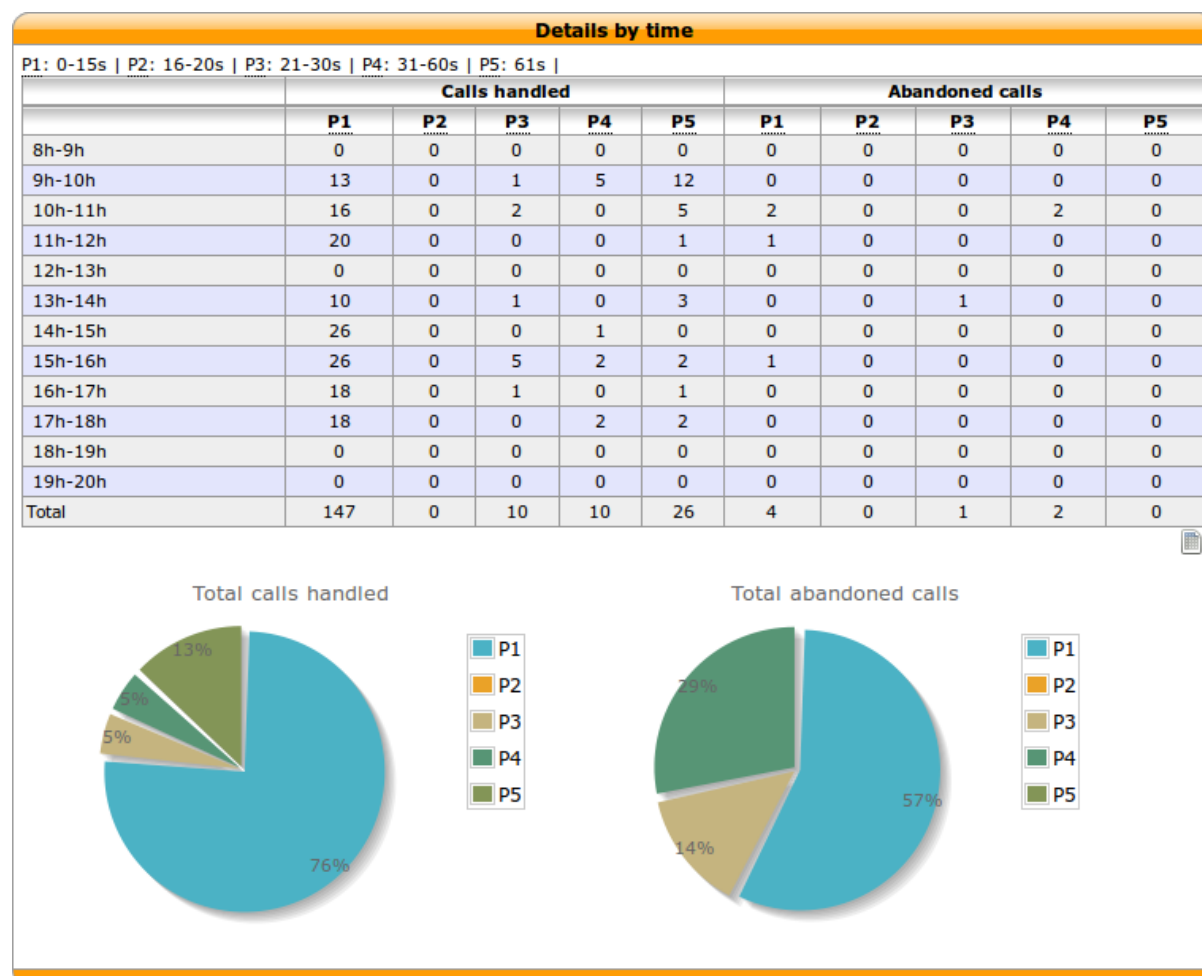 Details by time
P1: 0-15s | P2: 16-20s | P3: 21-30s | P4: 31-60s | P5: 61s |
Calls handled Abandoned calls
P1 P2 P3 P4 P5 P1 P2 P3 P4 P5
8h-9h 0 0 0 0 0 0 0 0 0 0
9h-10h 13 0 1 5 12 0 0 0 0 0
10h-11h 16 0 2 0 5 2 0 0 2 0
11h-12h 20 0 0 0 1 1 0 0 0 0
12h-13h 0 0 0 0 0 0 0 0 0 0
13h-14h 10 0 1 0 3 0 0 1 0 0
14h-15h 26 0 0 1 0 0 0 0 0 0
15h-16h 26 0 5 2 2 1 0 0 0 0
16h-17h 18 0 1 0 1 0 0 0 0 0
17h-18h 18 0 0 2 2 0 0 0 0 0
18h-19h 0 0 0 0 0 0 0 0 0 0
19h-20h 0 0 0 0 0 0 0 0 0 0
Total 147 0 10 10 26 4 0 1 2 0
Total calls handled
13%
5%
5%
76%
P1
P2
P3
P4
P5
Total abandoned calls
29%
57%
14%
P1
P2
P3
P4
P5